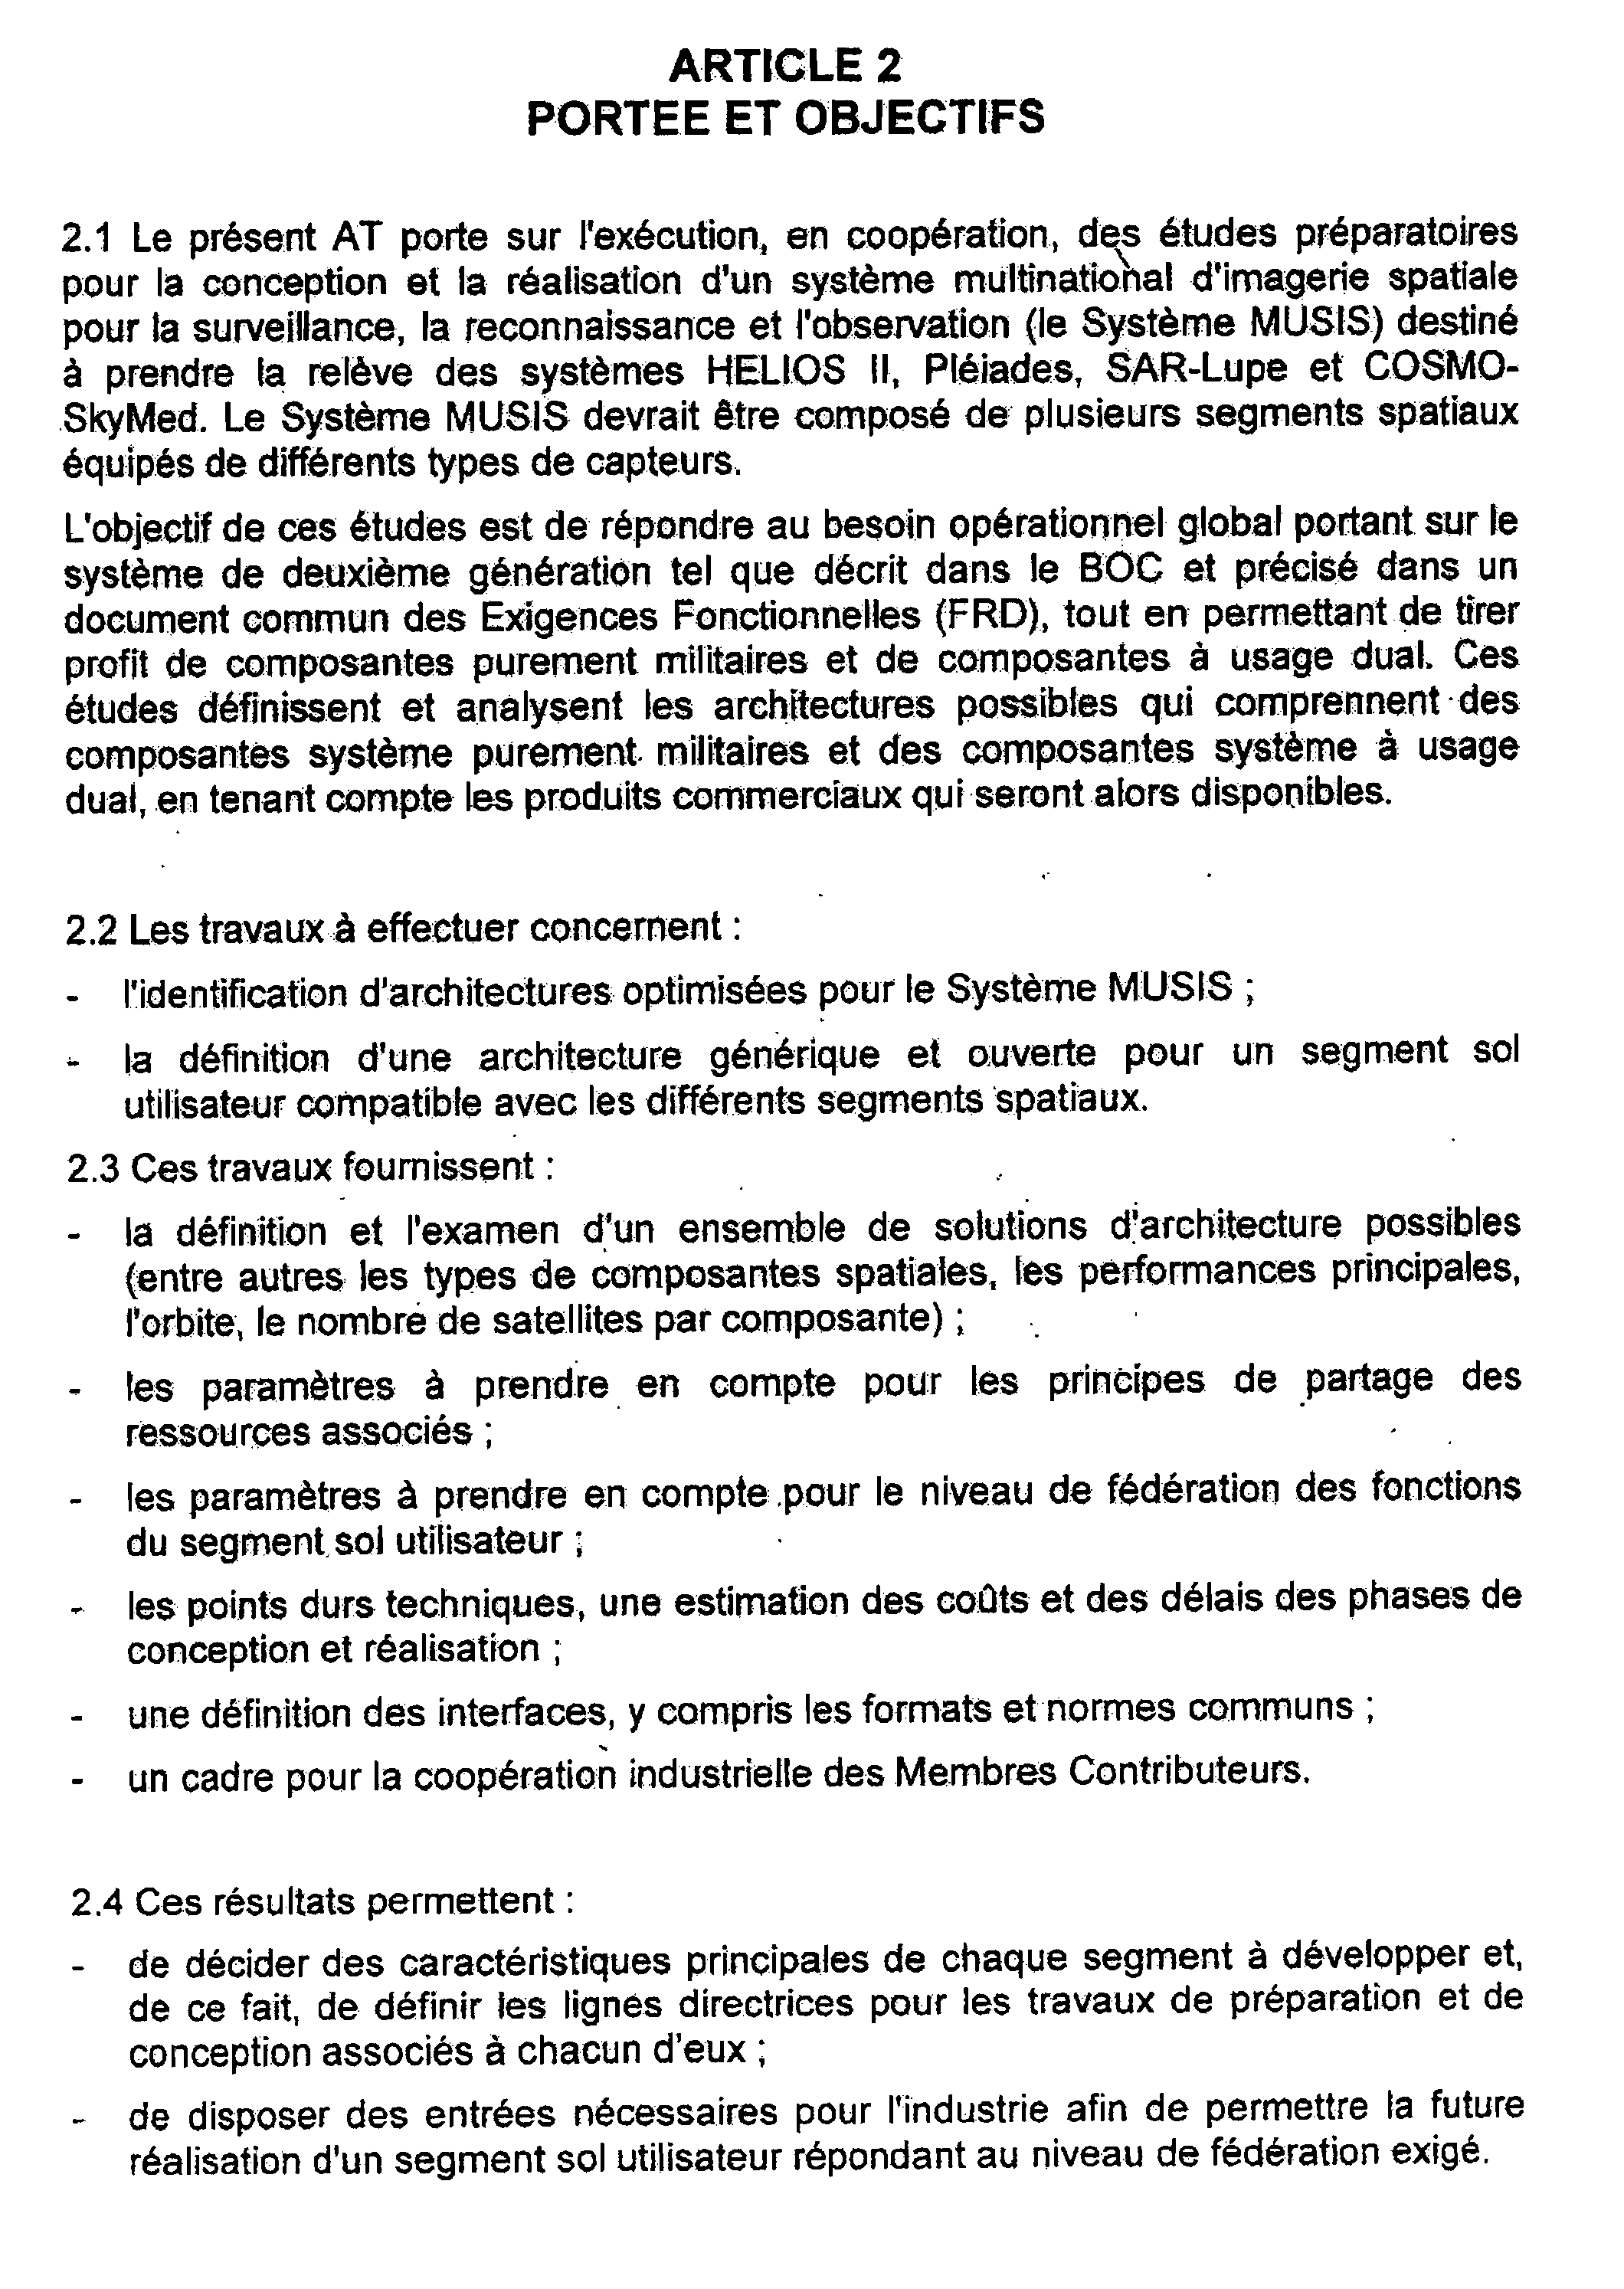 ARTICLE 2
PORTEE ET OBJECTIFS
2.1 Le présent AT porte sur l'exécution, en coopération, des études préparatoires
pour la conception et la réalisation d'un système multinational d'imagerie spatiale
pour la surveillance, la reconnaissance et l'observation (le Système MUSIS) destiné
à prendre la relève des systèmes HELIOS II, Pléiades, SAR-Lupe et COSMO-
SkyMed. Le Système MUSIS devrait être composé de plusieurs segments spatiaux
équipés de différents types de capteurs.
L'objectif de ces études est de répondre au besoin opérationnel global portant sur le
système de deuxième génération tel que décrit dans le BOC et précisé dans un
document commun des Exigences Fonctionnelles (FRD), tout en permettant de tirer
profit de composantes purement militaires et de composantes à usage dual. Ces
études définissent et analysent les architectures possibles qui comprennent des
composantes système purement militaires et des composantes système à usage
dual, en tenant compte les produits commerciaux qui seront alors disponibles.
2.2 Les travaux à effectuer concernent :
- l'identification d'architectures optimisées pour le Système MUSIS ;
- la définition d'une architecture générique et ouverte pour un segment sol
utilisateur compatible avec les différents segments spatiaux.
2.3 Ces travaux fournissent :
- la définition et l'examen d'un ensemble de solutions d'architecture possibles
(entre autres les types de composantes spatiales, les performances principales,
l'orbite, le nombre de satellites par composante) ;
- les paramètres à prendre en compte pour les principes de partage des
ressources associés ;
- les paramètres à prendre en compte pour le niveau de fédération des fonctions
du segment sol utilisateur ;
- les points durs techniques, une estimation des coûts et des délais des phases de
conception et réalisation ;
- une définition des interfaces, y compris les formats et normes communs ;
- un cadre pour la coopération industrielle des Membres Contributeurs.
2.4 Ces résultats permettent :
- de décider des caractéristiques principales de chaque segment à développer et,
de ce fait, de définir les lignes directrices pour les travaux de préparation et de
conception associés à chacun d'eux ;
- de disposer des entrées nécessaires pour l'industrie afin de permettre la future
réalisation d'un segment sol utilisateur répondant au niveau de fédération exigé.